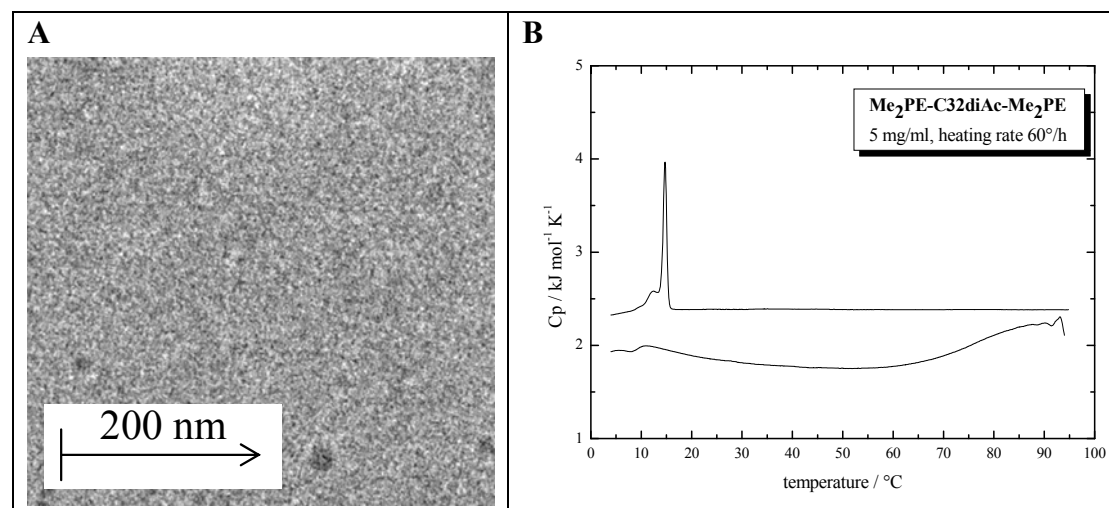 A
200 nm
B
Me₂PE-C32diAc-Me₂PE
5 mg/ml, heating rate 60°/h
5
4
3
2
1
Cp / kJ mol⁻¹ K⁻¹
0 10 20 30 40 50 60 70 80 90 100
temperature / °C